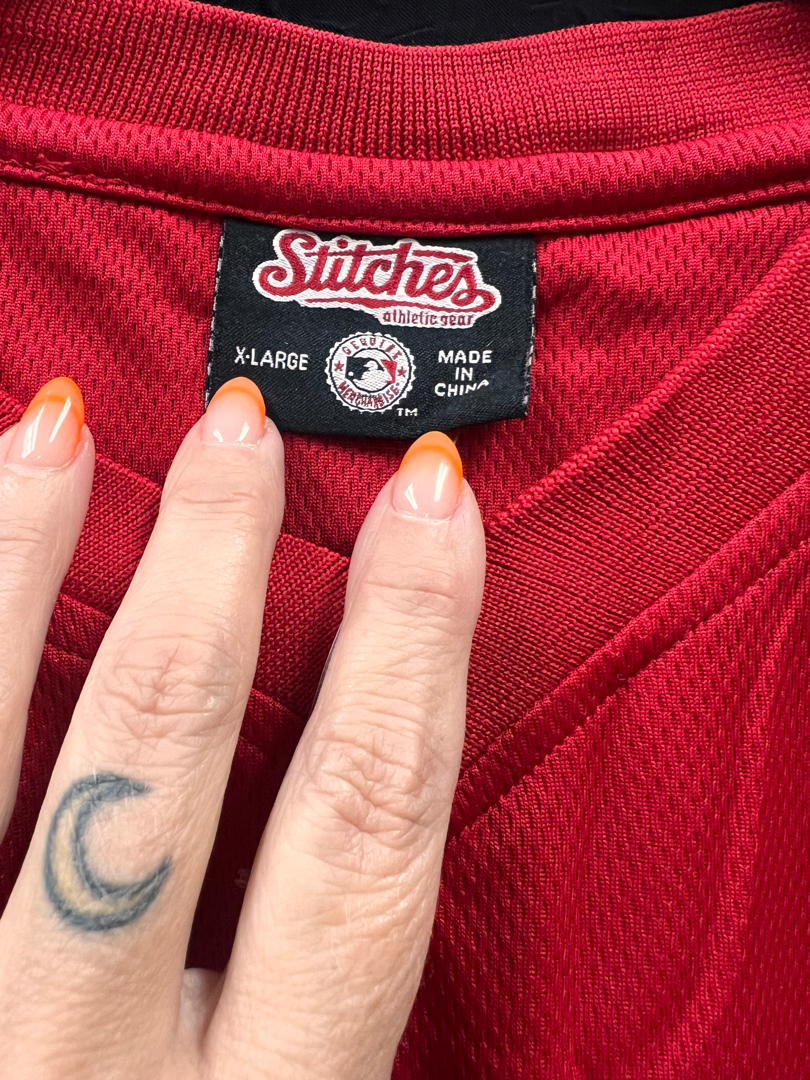 Stitches
athletic gear
X-LARGE
GENUINE
MERCHANDISE
TM
MADE
IN
CHINA